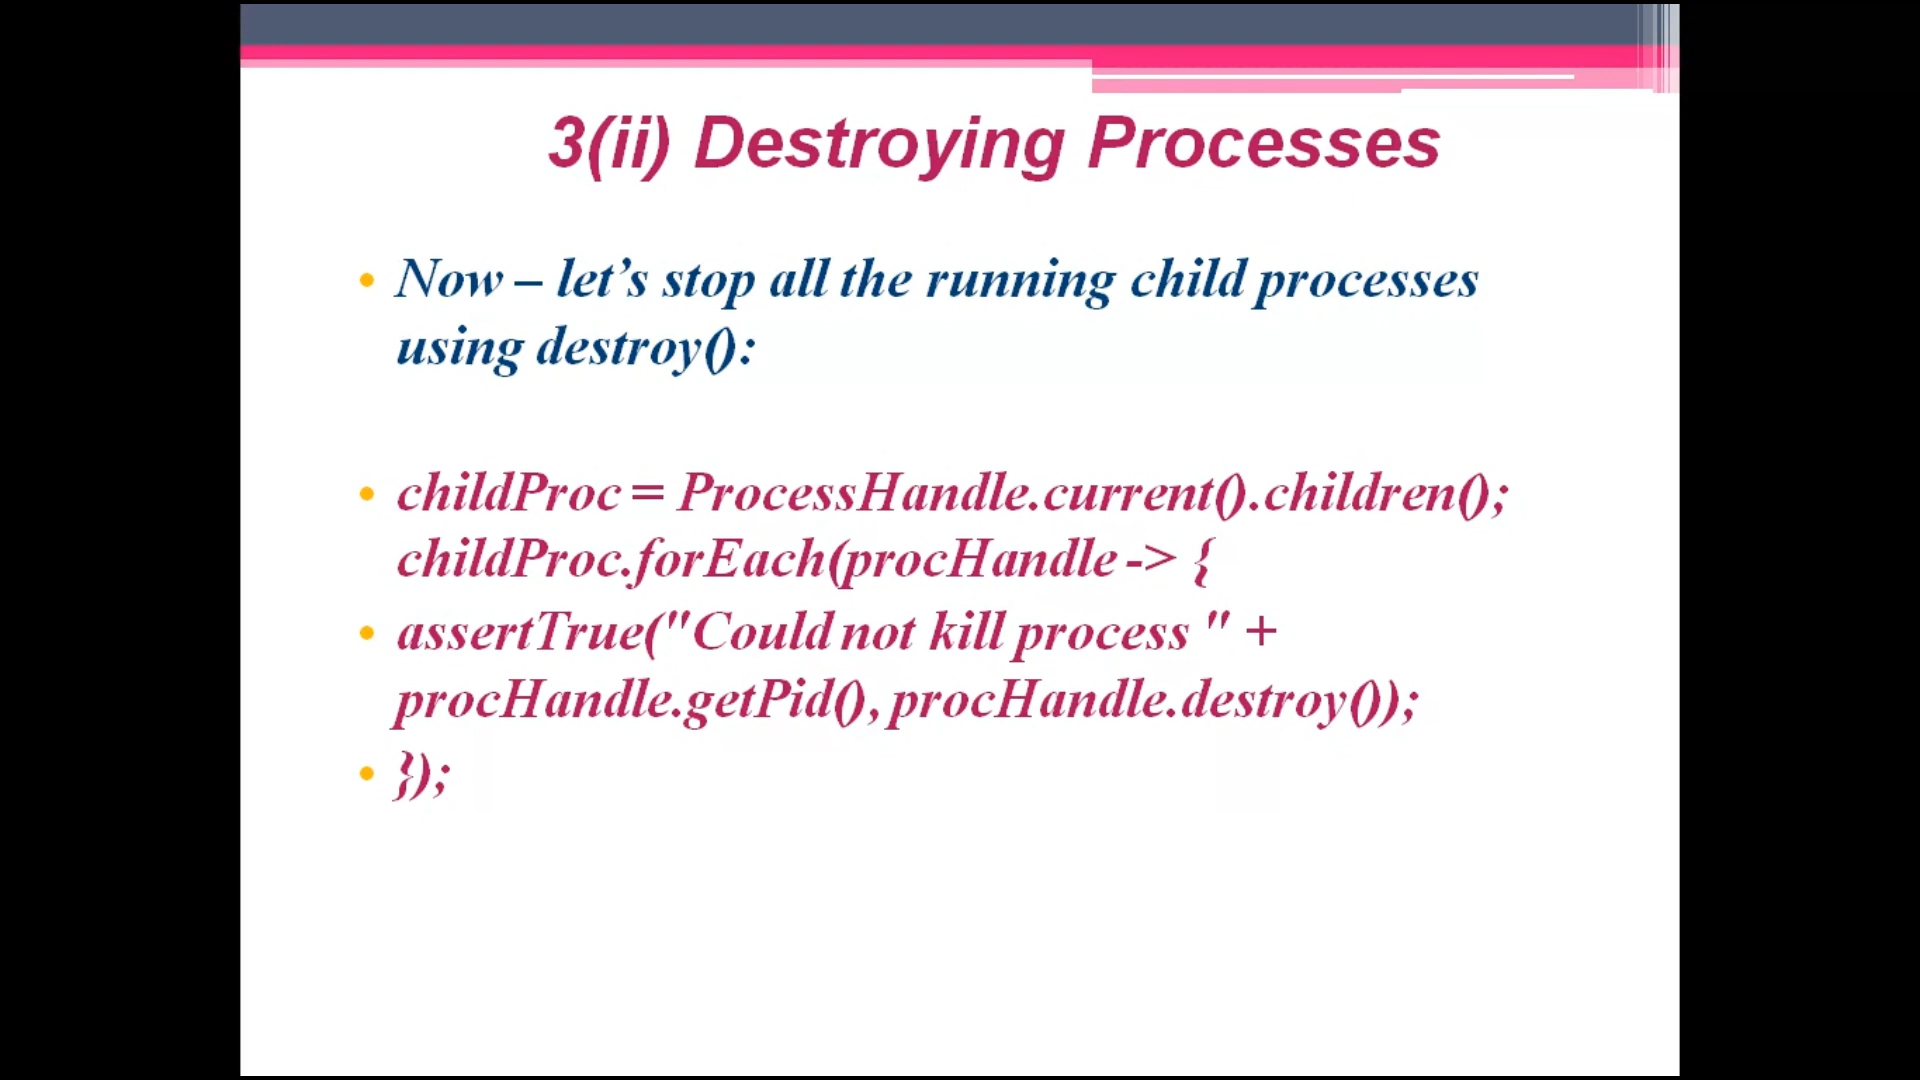 3(ii) Destroying Processes
• Now – let’s stop all the running child processes
using destroy():
• childProc = ProcessHandle.current().children();
childProc.forEach(procHandle -> {
• assertTrue("Could not kill process " +
procHandle.getPid(), procHandle.destroy());
• });